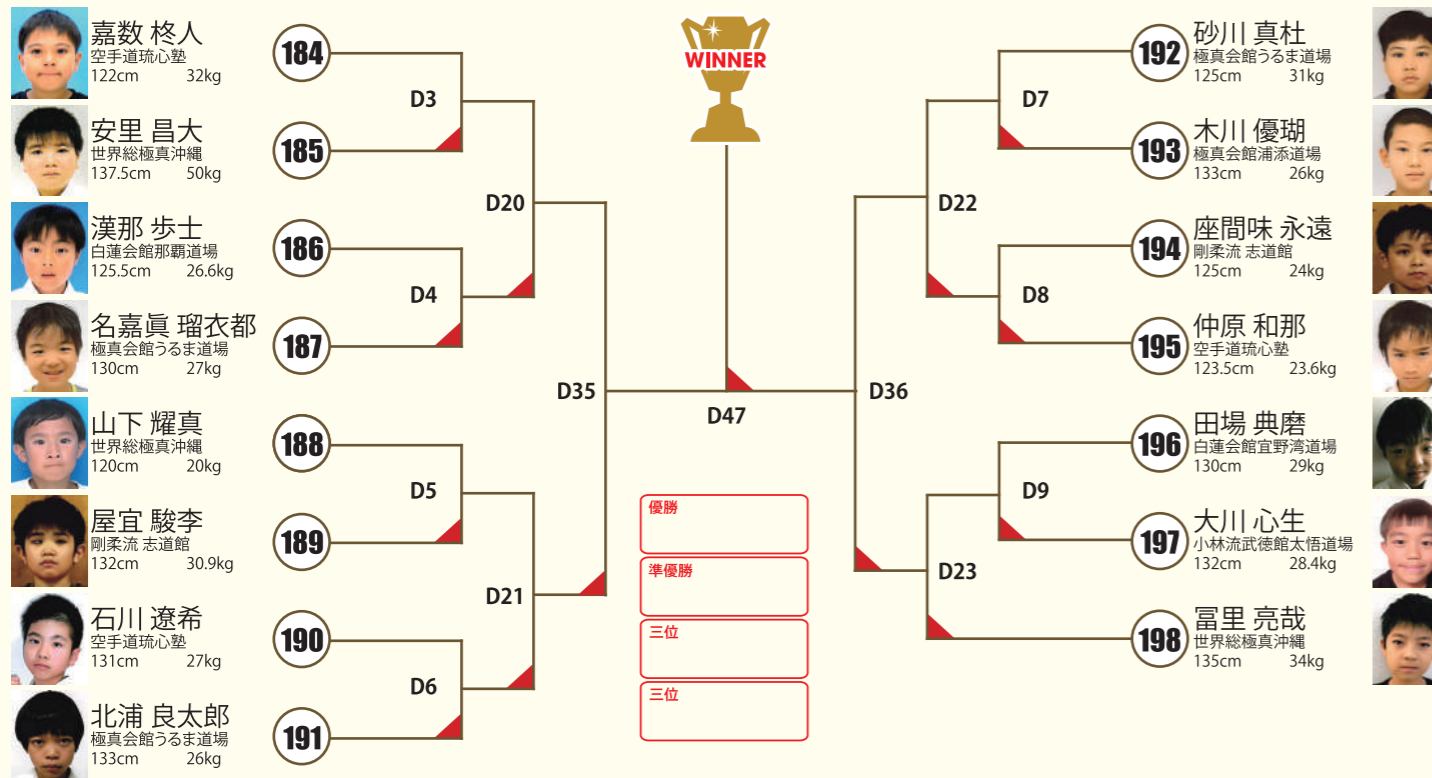 嘉数 柊人
空手道琉心塾
122cm 32kg
184
安里 昌大
世界総極真沖縄
137.5cm 50kg
185
漢那 歩士
白蓮会館那覇道場
125.5cm 26.6kg
186
名嘉眞 瑠衣都
極真会館うるま道場
130cm 27kg
187
山下 耀真
世界総極真沖縄
120cm 20kg
188
屋宜 駿李
剛柔流 志道館
132cm 30.9kg
189
石川 遼希
空手道琉心塾
131cm 27kg
190
北浦 良太郎
極真会館うるま道場
133cm 26kg
191
D3
D4
D5
D6
D20
D21
D35
WINNER
D47
優勝
準優勝
三位
三位
D36
D22
D23
D7
D8
D9
192
砂川 真杜
極真会館うるま道場
125cm 31kg
193
木川 優瑚
極真会館浦添道場
133cm 26kg
194
座間味 永遠
剛柔流 志道館
125cm 24kg
195
仲原 和那
空手道琉心塾
123.5cm 23.6kg
196
田場 典磨
白蓮会館宜野湾道場
130cm 29kg
197
大川 心生
小林流武徳館太悟道場
132cm 28.4kg
198
冨里 亮哉
世界総極真沖縄
135cm 34kg